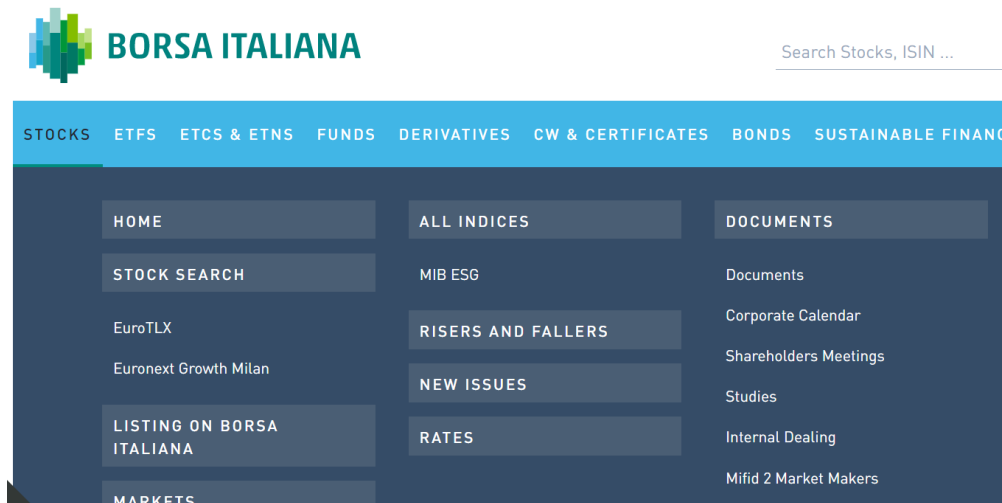 BORSA ITALIANA
Search Stocks, ISIN ...
STOCKS ETFS ETCS & ETNS FUNDS DERIVATIVES CW & CERTIFICATES BONDS SUSTAINABLE
HOME
STOCK SEARCH
EuroTLX
Euronext Growth Milan
LISTING ON BORSA
ITALIANA
MARKETS
ALL INDICES
MIB ESG
RISERS AND FALLERS
NEW ISSUES
RATES
DOCUMENTS
Documents
Corporate Calendar
Shareholders Meetings
Studies
Internal Dealing
Mifid 2 Market Makers